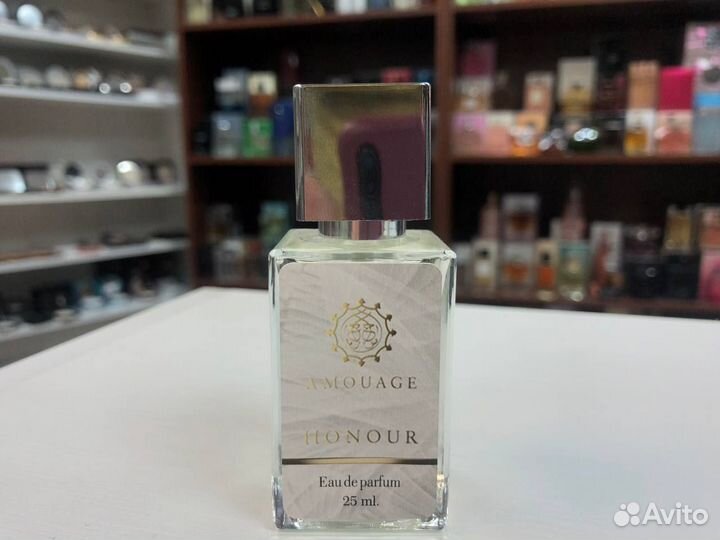 AMOUAGE
HONOUR
Eau de parfum
25 ml.
Avito